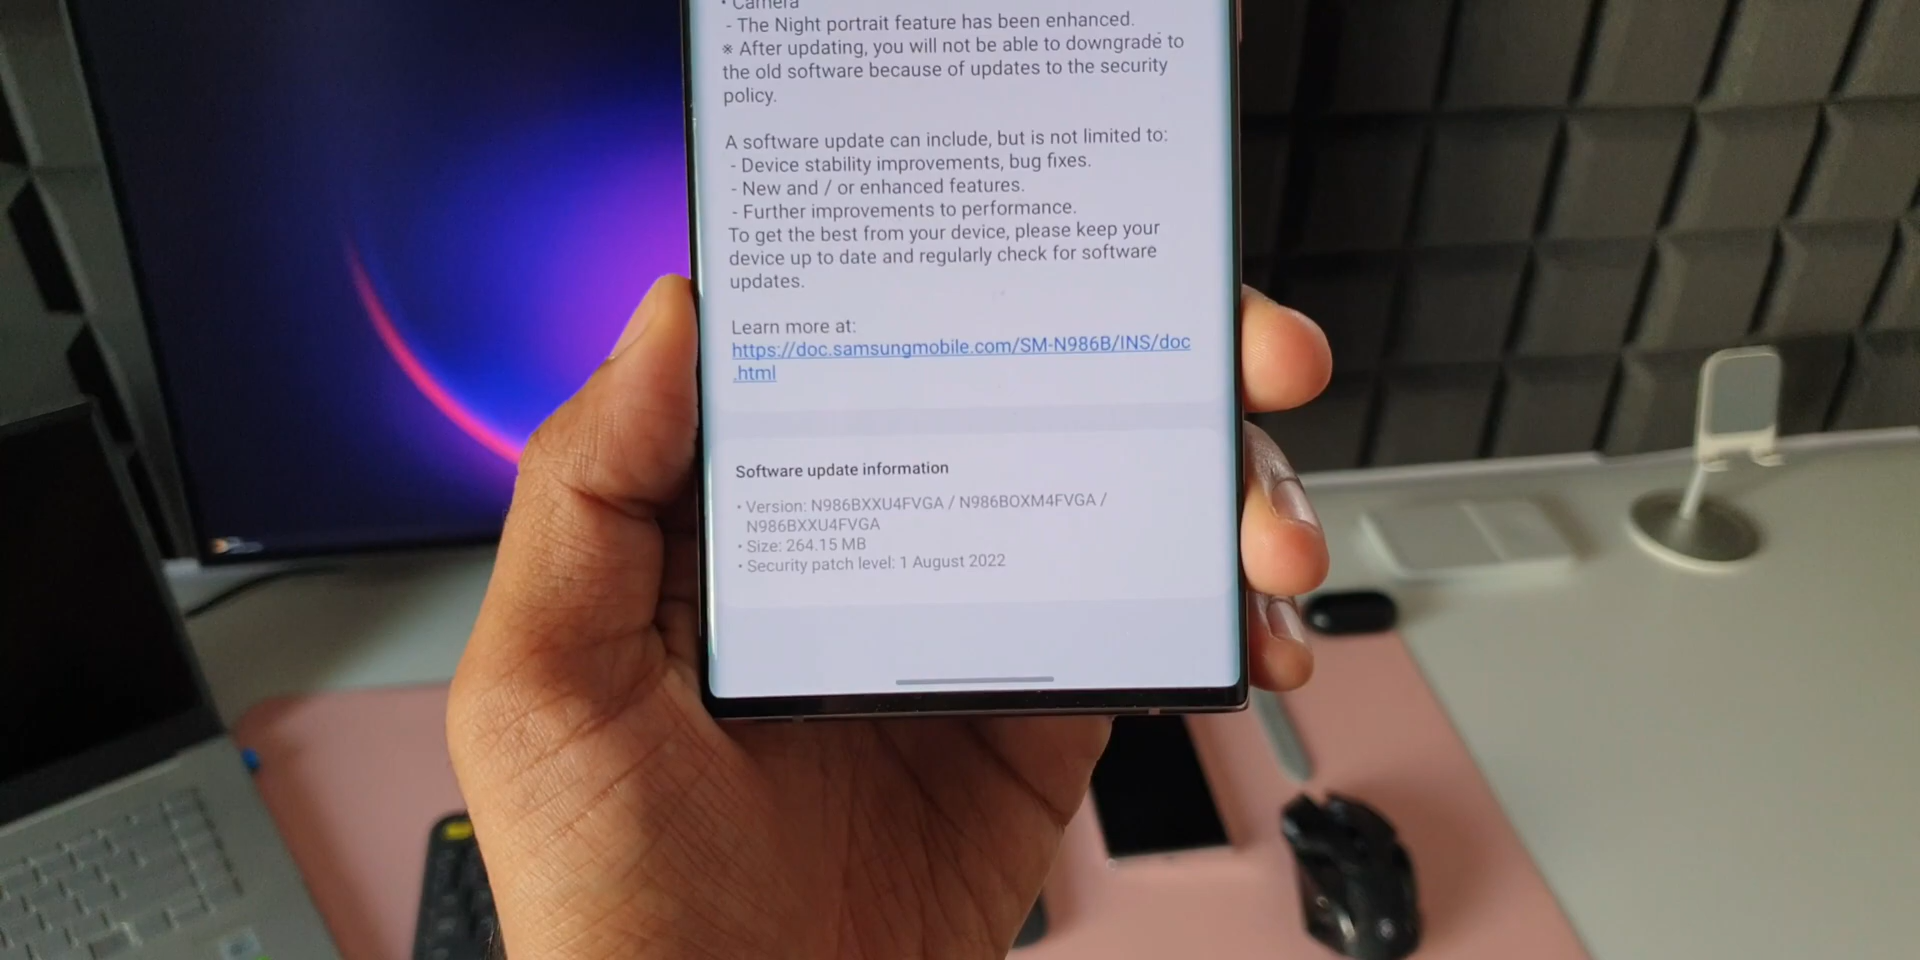 • Camera
- The Night portrait feature has been enhanced.
※ After updating, you will not be able to downgrade to
the old software because of updates to the security
policy.
A software update can include, but is not limited to:
- Device stability improvements, bug fixes.
- New and / or enhanced features.
- Further improvements to performance.
To get the best from your device, please keep your
device up to date and regularly check for software
updates.
Learn more at:
https://doc.samsungmobile.com/SM-N986B/INS/doc
.html
Software update information
• Version: N986BXXU4FVGA / N986BOXM4FVGA /
N986BXXU4FVGA
• Size: 264.15 MB
• Security patch level: 1 August 2022